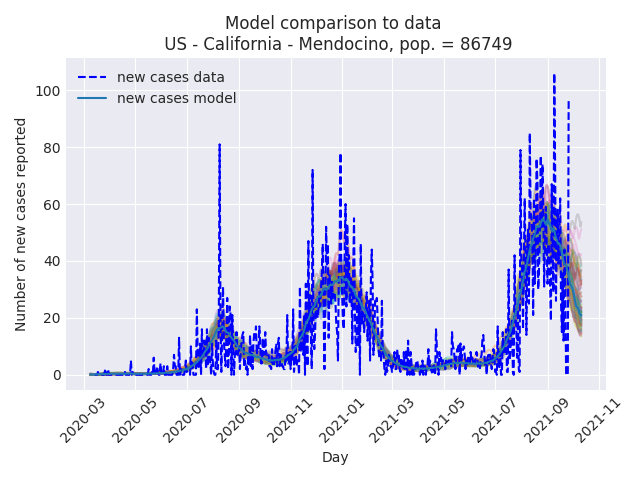 Model comparison to data
US - California - Mendocino, pop. = 86749
new cases data
new cases model
Number of new cases reported
100
80
60
40
20
0
2020-03
2020-05
2020-07
2020-09
2020-11
2021-01
2021-03
2021-05
2021-07
2021-09
2021-11
Day